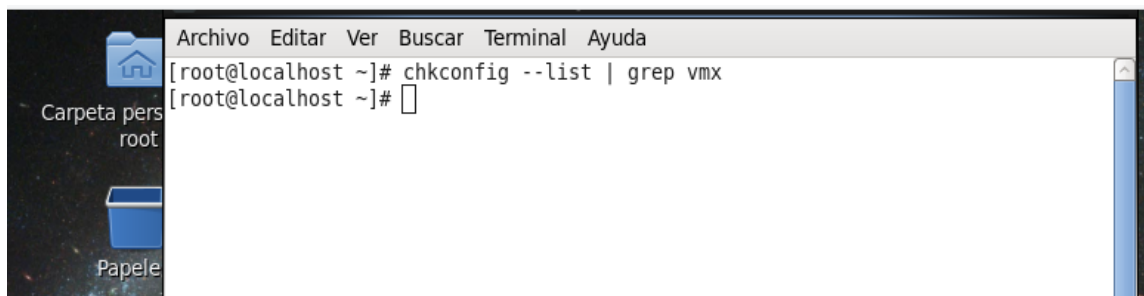 Archivo Editar Ver Buscar Terminal Ayuda
[root@localhost ~]# chkconfig --list | grep vmx
[root@localhost ~]#
Carpeta pers
root
Papele